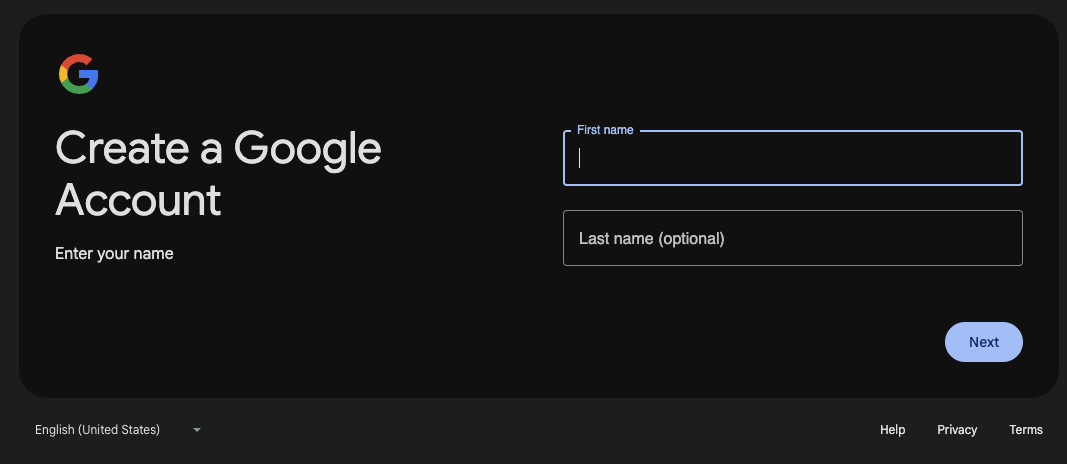 Create a Google
Account
Enter your name
First name
Last name (optional)
Next
English (United States)
Help
Privacy
Terms